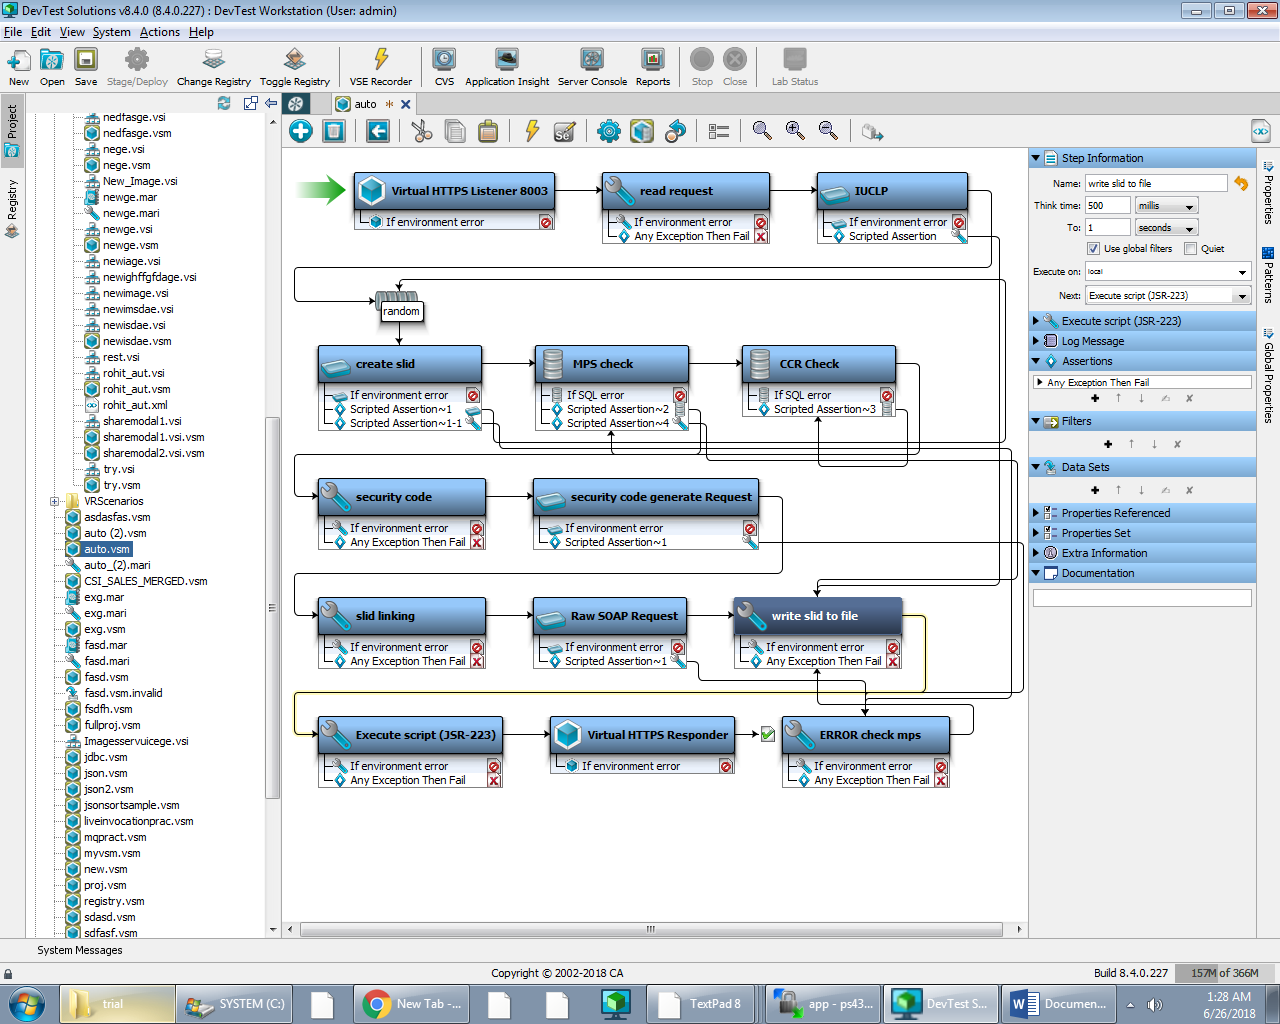 DevTest Solutions v8.4.0 (8.4.0.227) : DevTest Workstation (User: admin)
File Edit View System Actions Help
New Open Save Stage/Deploy Change Registry Toggle Registry VSE Recorder CVS Application Insight Server Console Reports Stop Close Lab Status
Project
Registry
nedfasge.vsi
nedfasge.vsm
nege.vsi
nege.vsm
New_Image.vsi
newge.mar
newge.mari
newge.vsi
newge.vsm
newiage.vsi
newighffgfdage.vsi
newimage.vsi
newimsdae.vsi
newisdae.vsi
newisdae.vsm
rest.vsi
rohit_aut.vsi
rohit_aut.vsm
rohit_aut.xml
sharemodal1.vsi
sharemodal1.vsi.vsm
sharemodal2.vsi.vsm
try.vsi
try.vsm
VRScenarios
asdasfas.vsm
auto (2).vsm
auto.vsm
auto_(2).mari
CSI_SALES_MERGED.vsm
exg.mar
exg.mari
exg.vsm
fasd.mar
fasd.mari
fasd.vsm
fasd.vsm.invalid
fsdfh.vsm
fullproj.vsm
Imagesservuicege.vsi
jdbc.vsm
json.vsm
json2.vsm
jsonsortsample.vsm
liveinvocationprac.vsm
mqpract.vsm
myvsm.vsm
new.vsm
proj.vsm
registry.vsm
sdasd.vsm
sdfasf.vsm
auto
Virtual HTTPS Listener 8003
If environment error
read request
If environment error
Any Exception Then Fail
IUCLP
If environment error
Scripted Assertion
random
create slid
If environment error
Scripted Assertion~1
Scripted Assertion~1-1
MPS check
If SQL error
Scripted Assertion~2
Scripted Assertion~4
CCR Check
If SQL error
Scripted Assertion~3
security code
If environment error
Any Exception Then Fail
security code generate Request
If environment error
Scripted Assertion~1
slid linking
If environment error
Any Exception Then Fail
Raw SOAP Request
If environment error
Scripted Assertion~1
write slid to file
If environment error
Any Exception Then Fail
Execute script (JSR-223)
If environment error
Any Exception Then Fail
Virtual HTTPS Responder
If environment error
ERROR check mps
If environment error
Any Exception Then Fail
Step Information
Name: write slid to file
Think time: 500 millis
To: 1 seconds
Use global filters Quiet
Execute on: local
Next: Execute script (JSR-223)
Execute script (JSR-223)
Log Message
Assertions
Any Exception Then Fail
Filters
Data Sets
Properties Referenced
Properties Set
Extra Information
Documentation
Properties
Patterns
Global Properties
System Messages
Copyright © 2002-2018 CA
Build 8.4.0.227
157M of 366M
trial
SYSTEM (C:)
New Tab -...
TextPad 8
app - ps43...
DevTest S...
Documen...
1:28 AM
6/26/2018